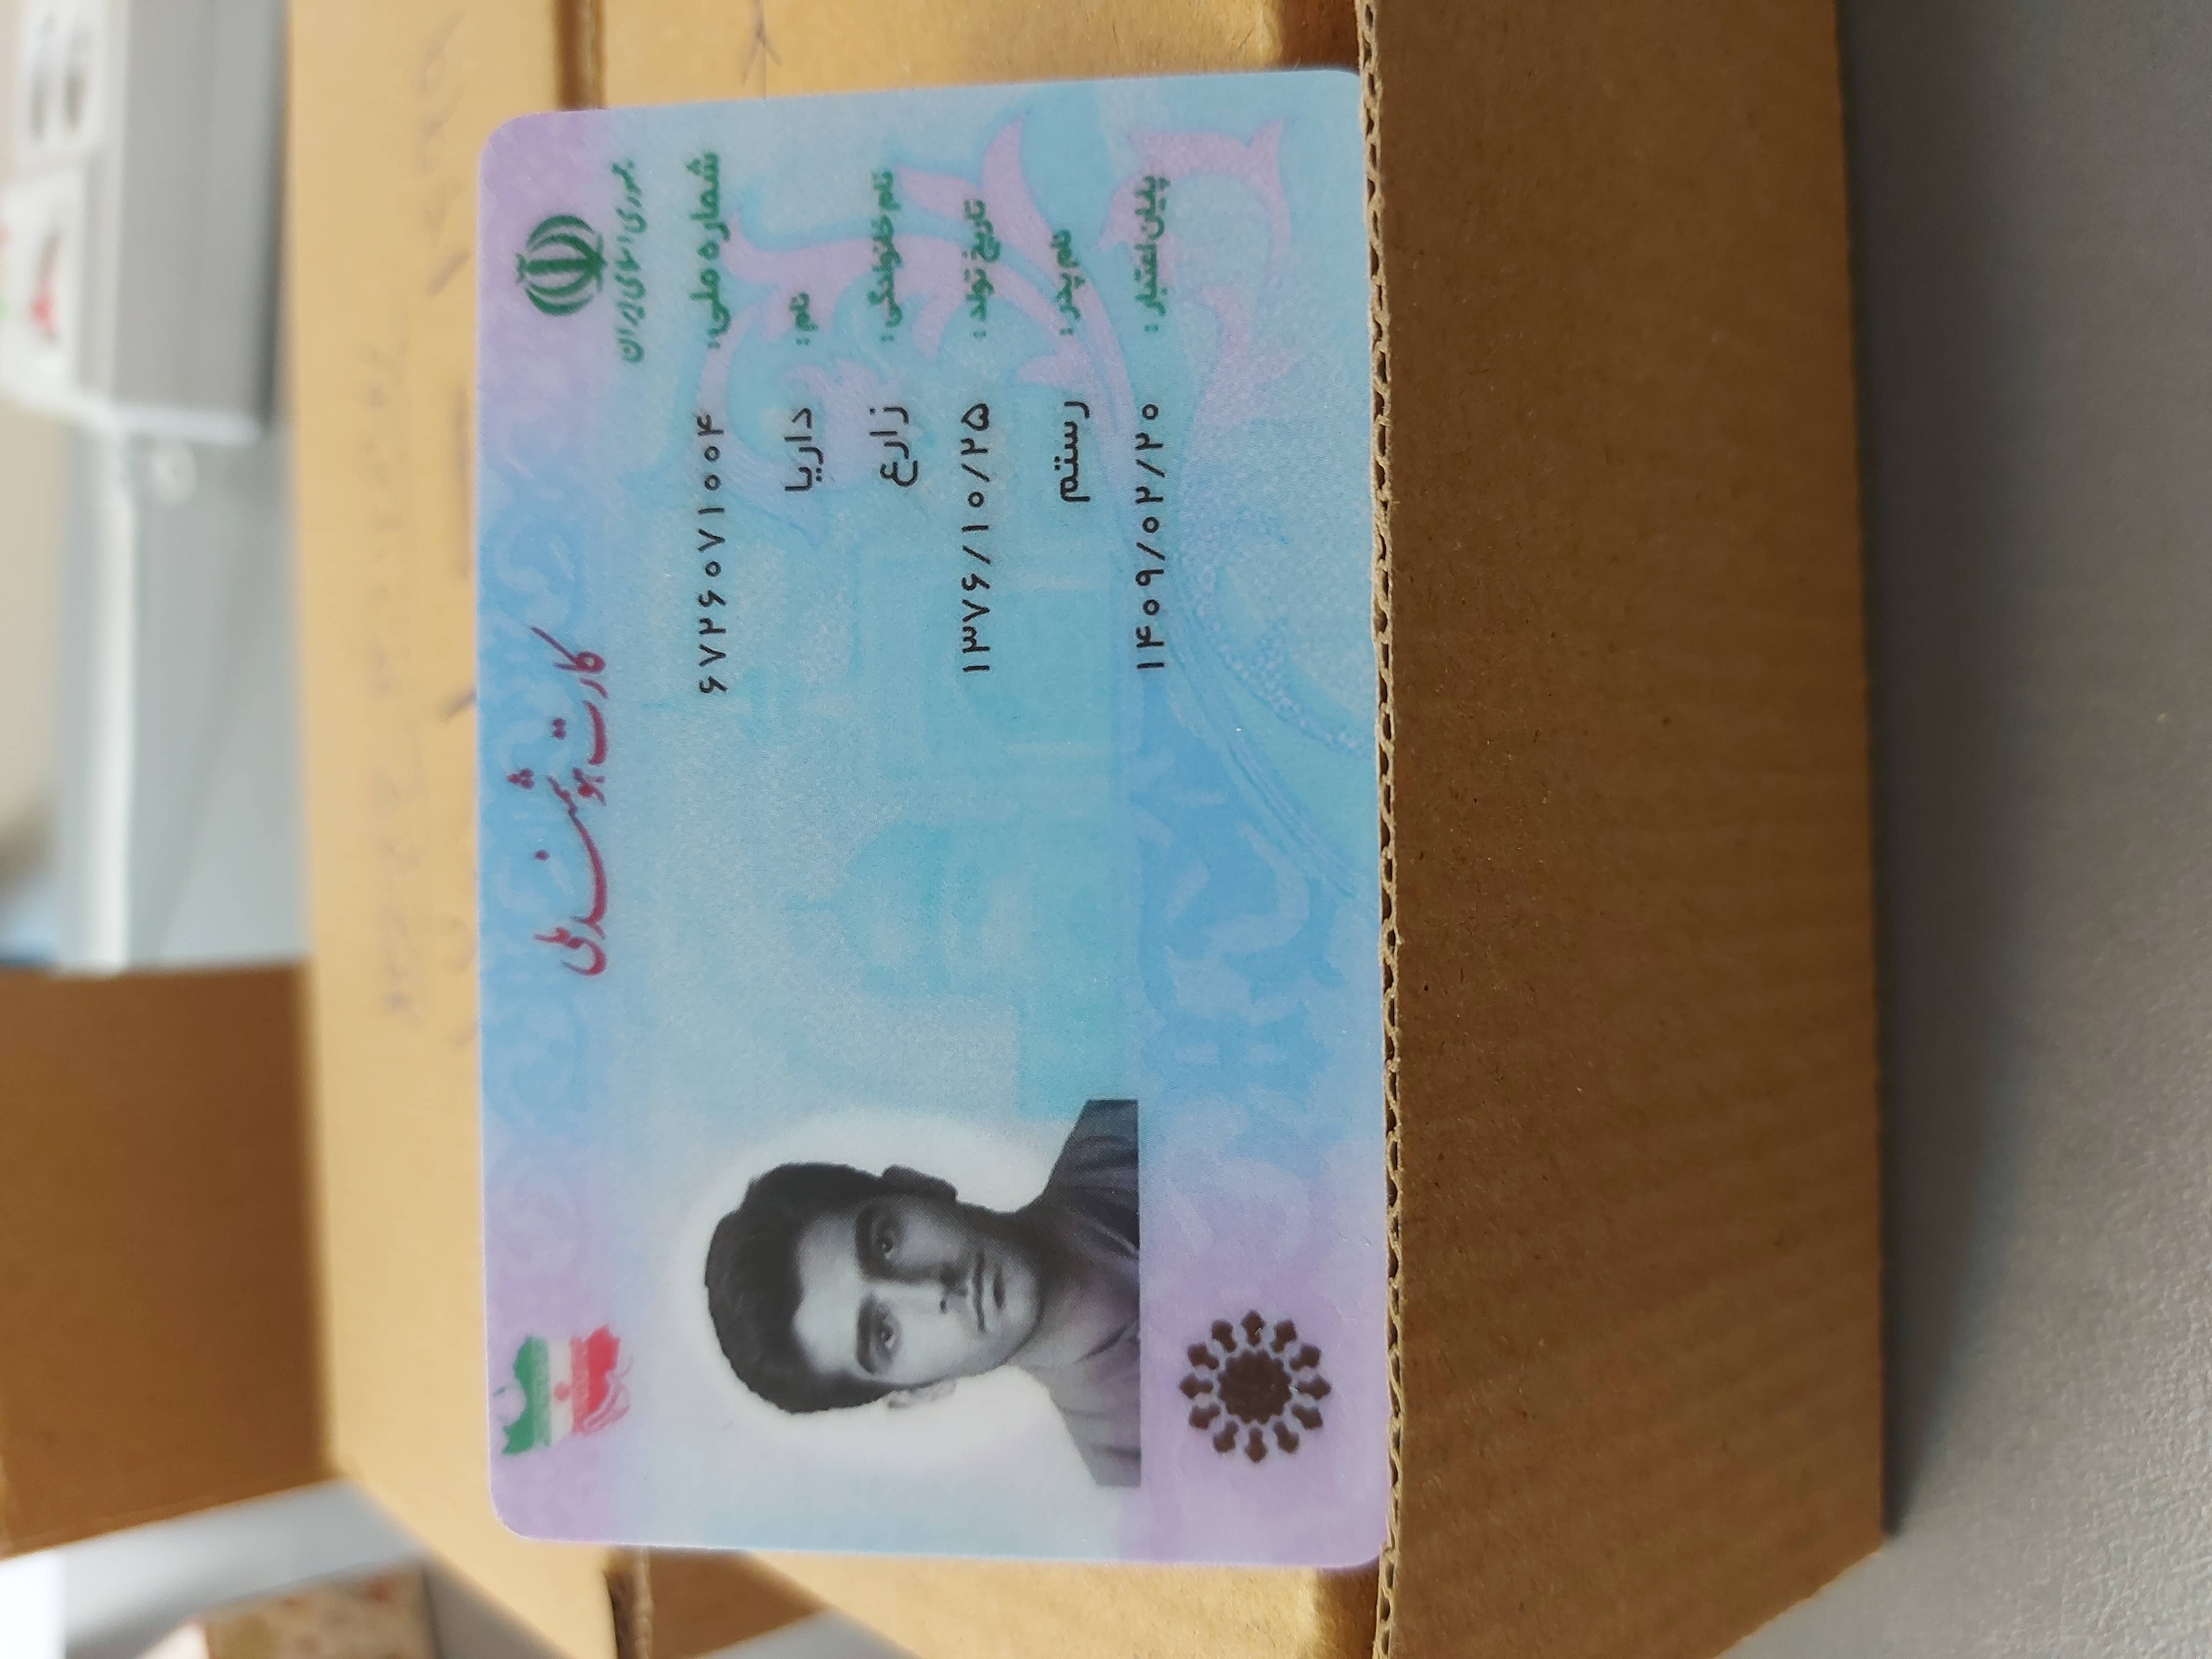 جمهوری اسلامی ایران
کارت هوشمند ملی
شماره ملی: ۶۷۲۶۰۷۱۰۰۴
نام: داریا
نام خانوادگی: زارع
تاریخ تولد: ۱۳۷۶/۱۰/۲۵
نام پدر: رستم
پایان اعتبار: ۱۴۰۹/۰۲/۲۰